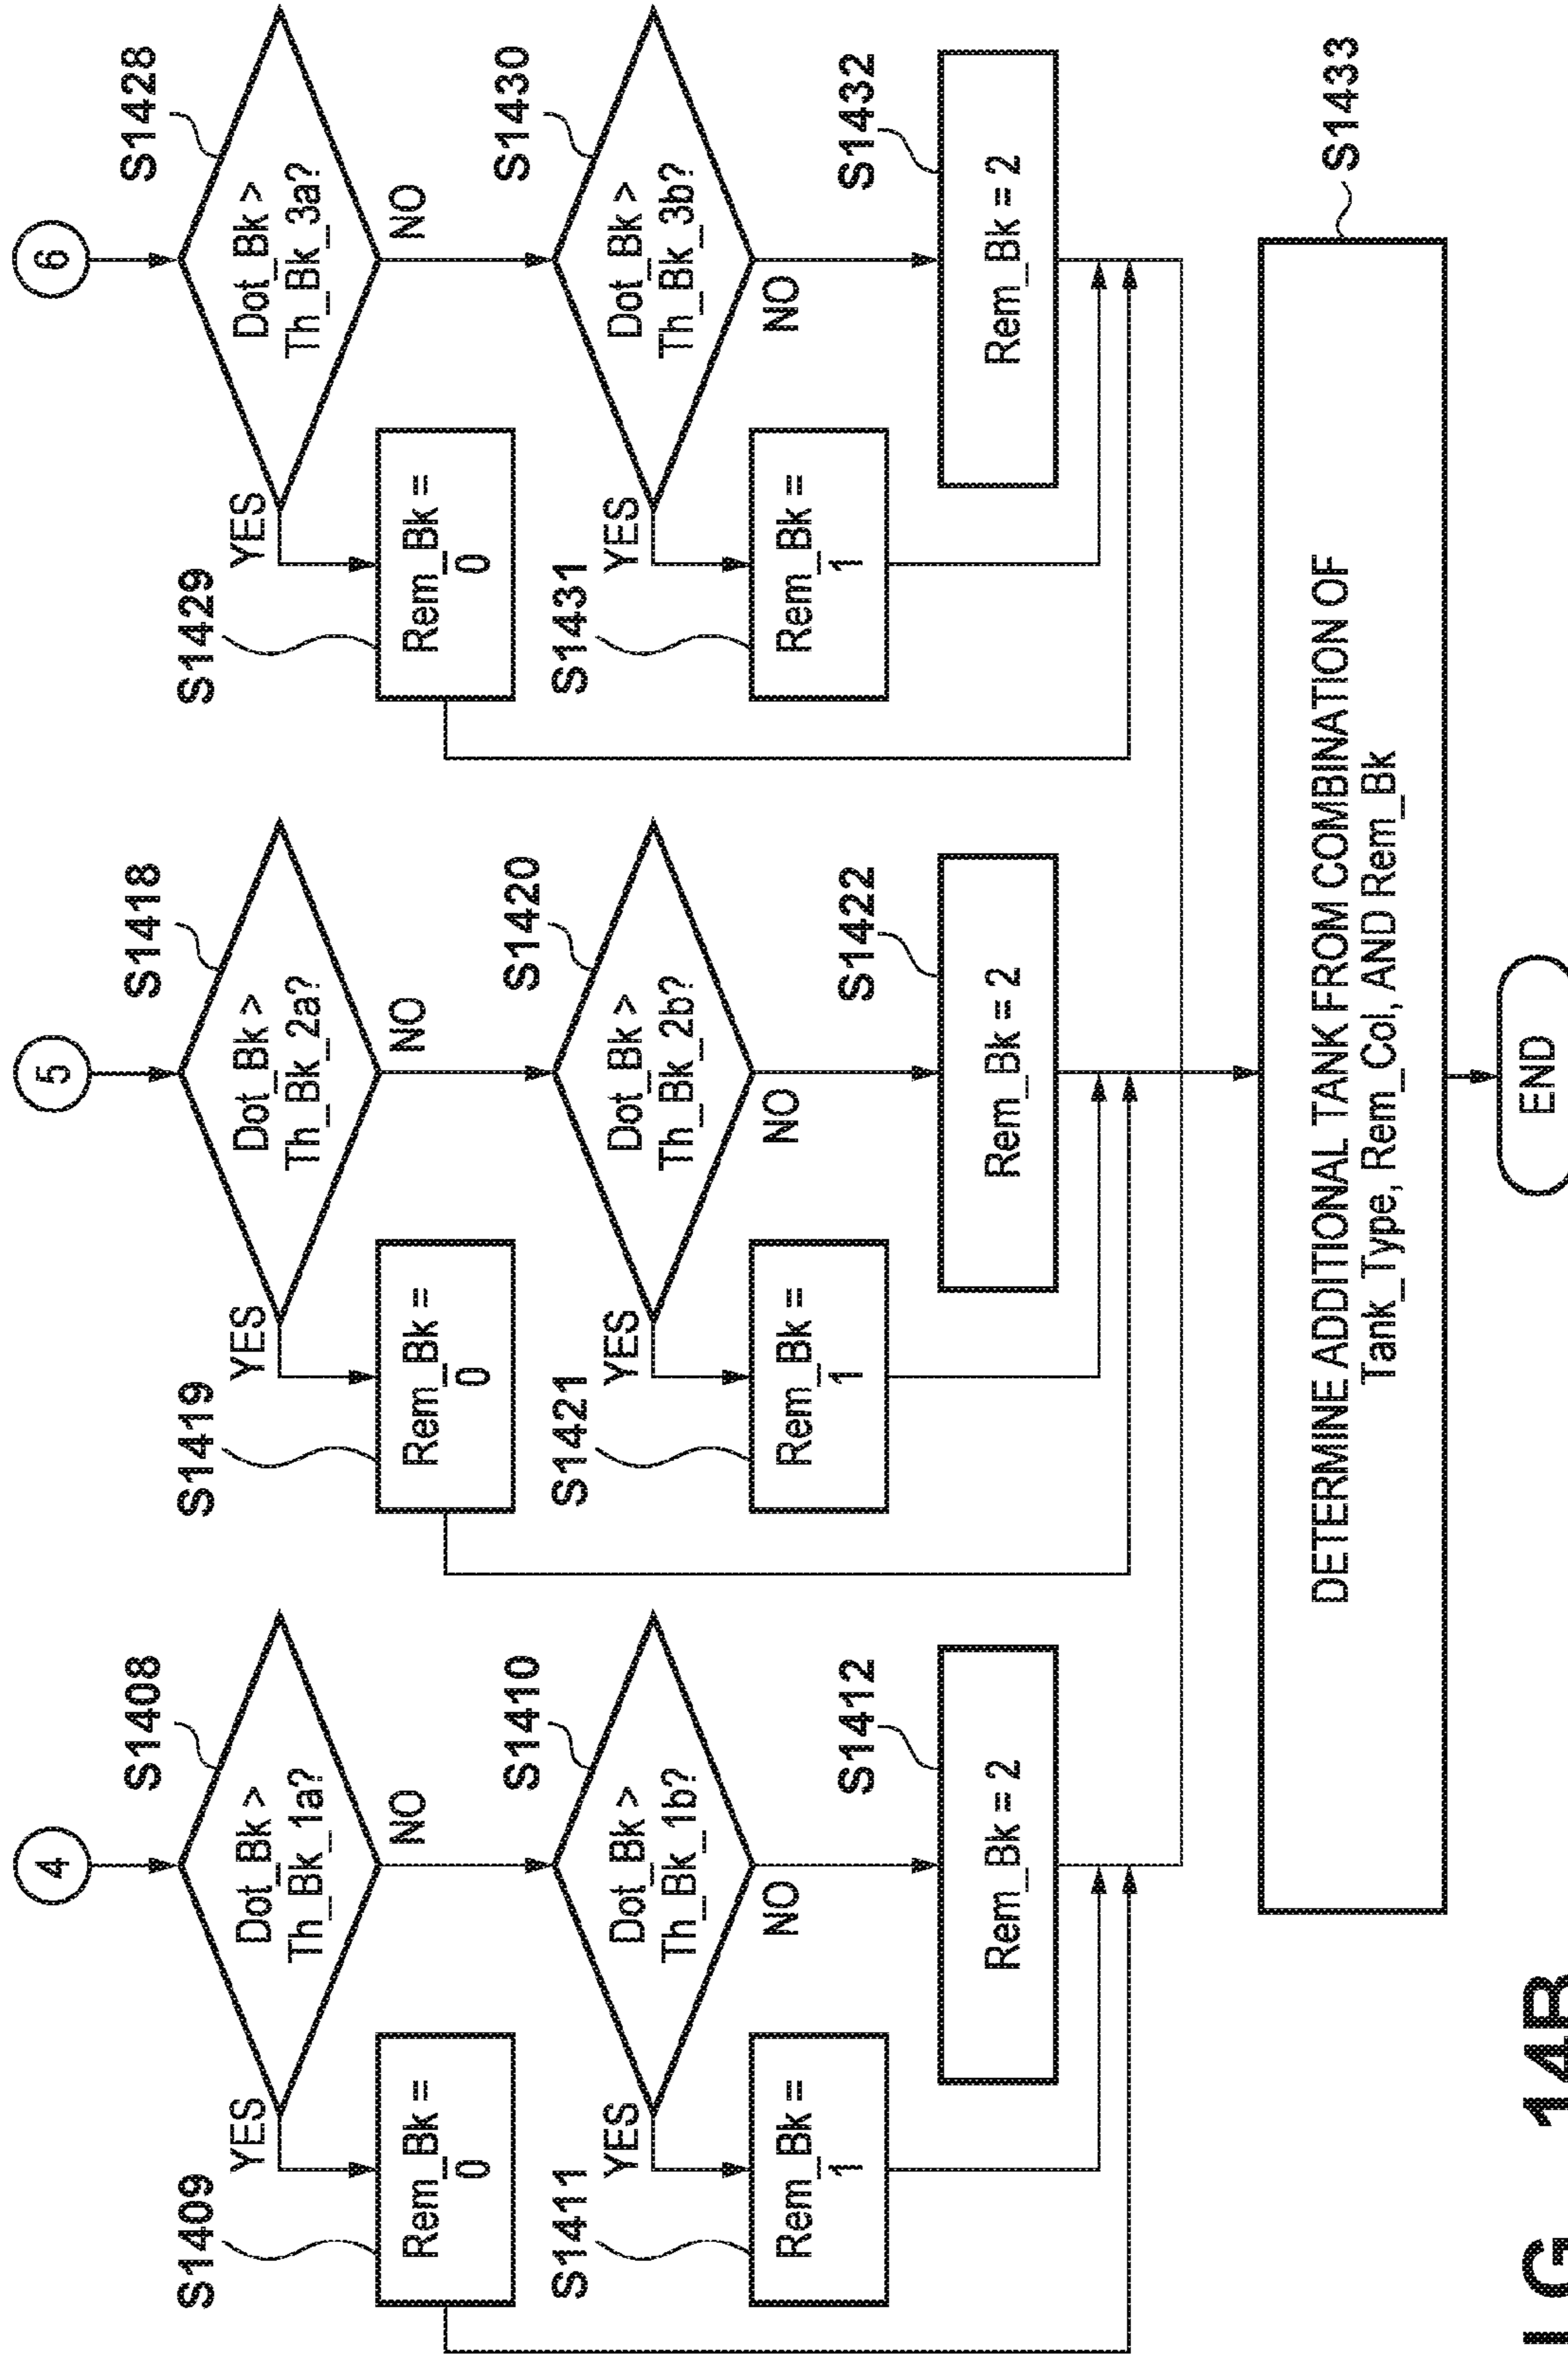 4
Dot_Bk >
Th_Bk_1a?
S1408
YES
NO
S1409
Rem_Bk =
0
Dot_Bk >
Th_Bk_1b?
S1410
YES
NO
S1411
Rem_Bk =
1
Rem_Bk = 2
S1412
5
Dot_Bk >
Th_Bk_2a?
S1418
YES
NO
S1419
Rem_Bk =
0
Dot_Bk >
Th_Bk_2b?
S1420
YES
NO
S1421
Rem_Bk =
1
Rem_Bk = 2
S1422
6
Dot_Bk >
Th_Bk_3a?
S1428
YES
NO
S1429
Rem_Bk =
0
Dot_Bk >
Th_Bk_3b?
S1430
YES
NO
S1431
Rem_Bk =
1
Rem_Bk = 2
S1432
DETERMINE ADDITIONAL TANK FROM COMBINATION OF
Tank_Type, Rem_Col, AND Rem_Bk
S1433
END
IG 14B